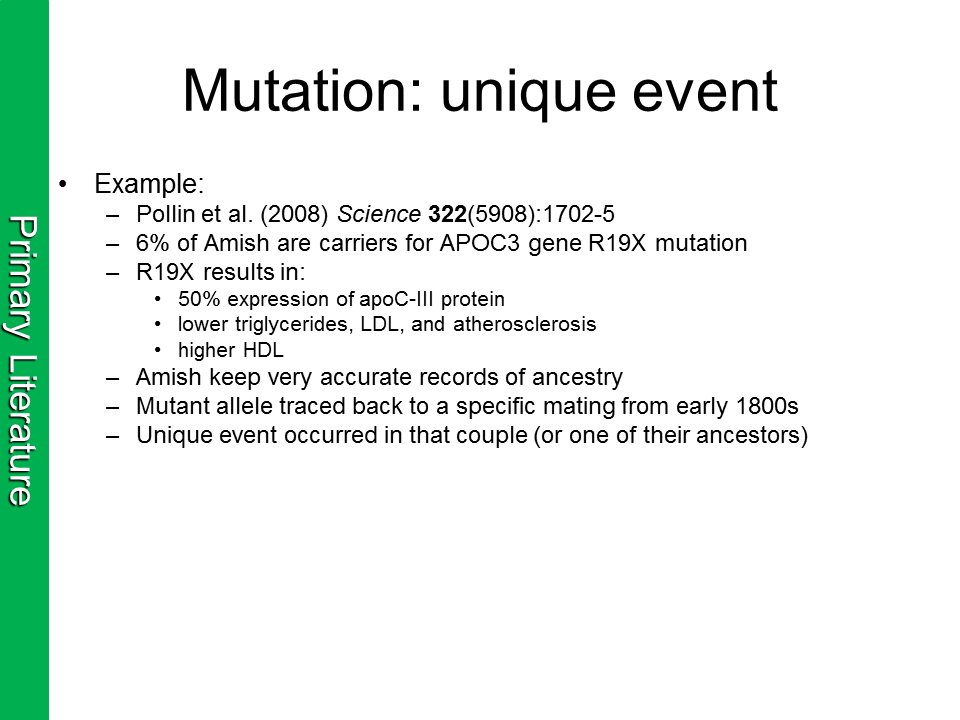 Mutation: unique event
• Example:
– Pollin et al. (2008) Science 322(5908):1702-5
– 6% of Amish are carriers for APOC3 gene R19X mutation
– R19X results in:
• 50% expression of apoC-III protein
• lower triglycerides, LDL, and atherosclerosis
• higher HDL
– Amish keep very accurate records of ancestry
– Mutant allele traced back to a specific mating from early 1800s
– Unique event occurred in that couple (or one of their ancestors)
Primary Literature